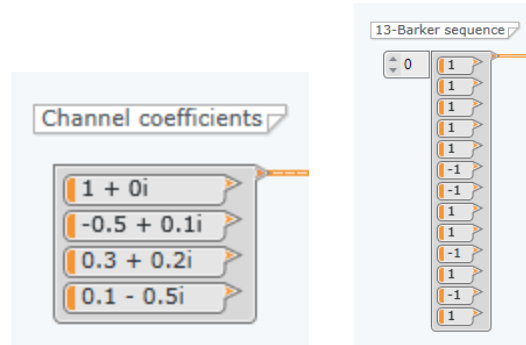 Channel coefficients
1 + 0i
-0.5 + 0.1i
0.3 + 0.2i
0.1 - 0.5i
13-Barker sequence
0
1
1
1
1
1
-1
-1
1
1
-1
1
-1
1